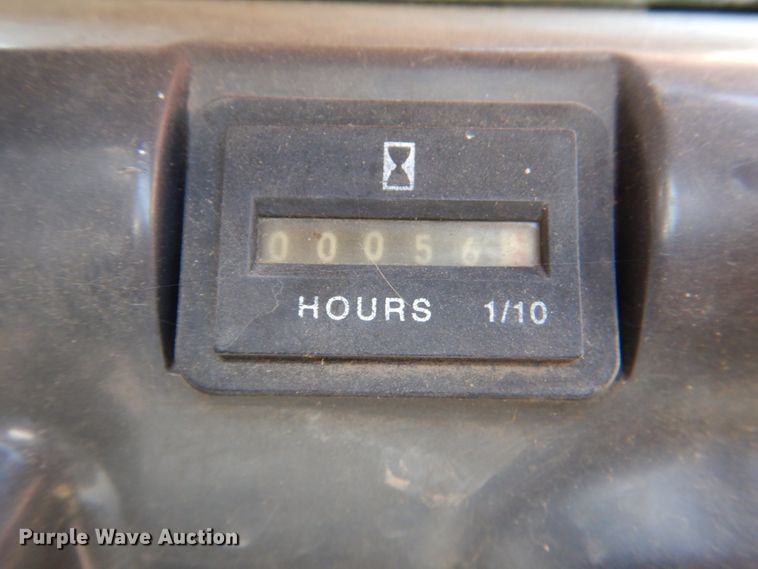 00056
HOURS 1/10
Purple Wave Auction